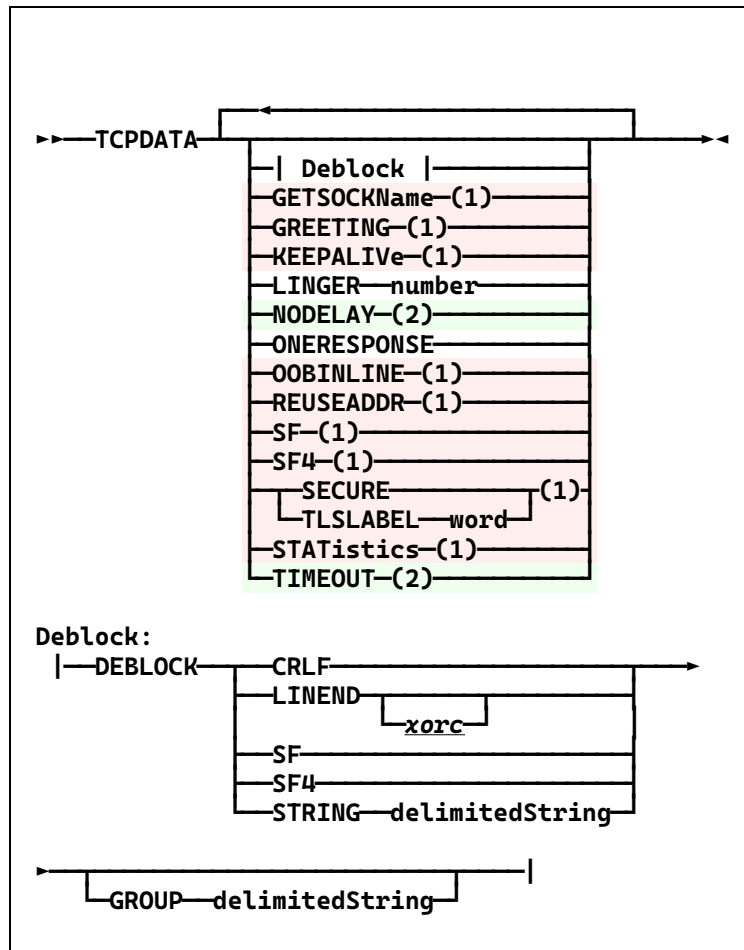 TCPDATA
Deblock
GETSOCKName (1)
GREETING (1)
KEEPALIVe (1)
LINGER number
NODELAY (2)
ONERESPONSE
OOBINLINE (1)
REUSEADDR (1)
SF (1)
SF4 (1)
SECURE (1)
TLSLABEL word
STATistics (1)
TIMEOUT (2)
Deblock:
DEBLOCK CRLF
LINEND
xorc
SF
SF4
STRING delimitedString
GROUP delimitedString